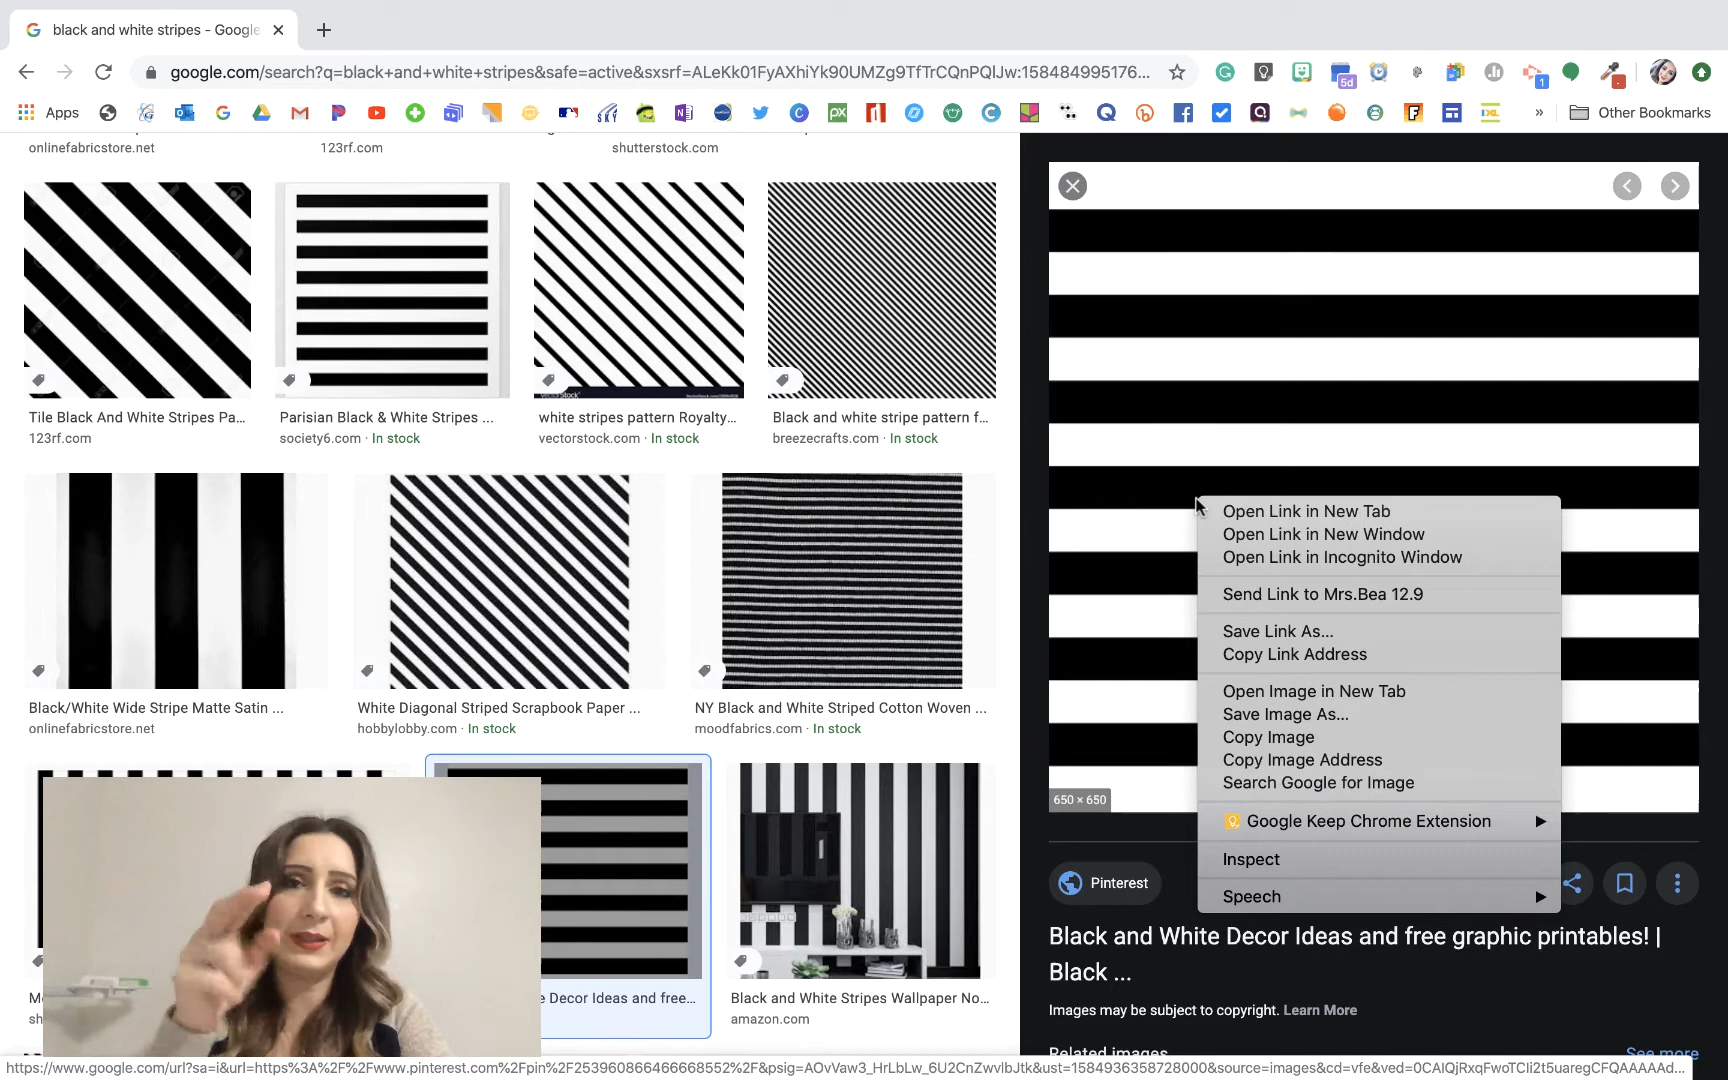 black and white stripes - Google
google.com/search?q=black+and+white+stripes&safe=active&sxsrf=ALeKk01FyAXhiYk90UMZg9TfTrCQnPQIJw:158484995176...
5d
1
Apps
Other Bookmarks
onlinefabricstore.net
123rf.com
shutterstock.com
Tile Black And White Stripes Pa...
123rf.com
Parisian Black & White Stripes ...
society6.com · In stock
VectorStock
white stripes pattern Royalty...
vectorstock.com · In stock
Black and white stripe pattern f...
breezecrafts.com · In stock
Black/White Wide Stripe Matte Satin ...
onlinefabricstore.net
White Diagonal Striped Scrapbook Paper ...
hobbylobby.com · In stock
NY Black and White Striped Cotton Woven ...
moodfabrics.com · In stock
e Decor Ideas and free...
Black and White Stripes Wallpaper No...
amazon.com
Open Link in New Tab
Open Link in New Window
Open Link in Incognito Window
Send Link to Mrs.Bea 12.9
Save Link As...
Copy Link Address
Open Image in New Tab
Save Image As...
Copy Image
Copy Image Address
Search Google for Image
Google Keep Chrome Extension
Inspect
Speech
650 × 650
Pinterest
Black and White Decor Ideas and free graphic printables! |
Black ...
Images may be subject to copyright. Learn More
Related images
See more
https://www.google.com/url?sa=i&url=https%3A%2F%2Fwww.pinterest.com%2Fpin%2F253960866466668552%2F&psig=AOvVaw3_HrLbLw_6U2CnZwvlbJtk&ust=1584936358728000&source=images&cd=vfe&ved=0CAIQjRxqFwoTCIi2t5uaregCFQAAAAAd...